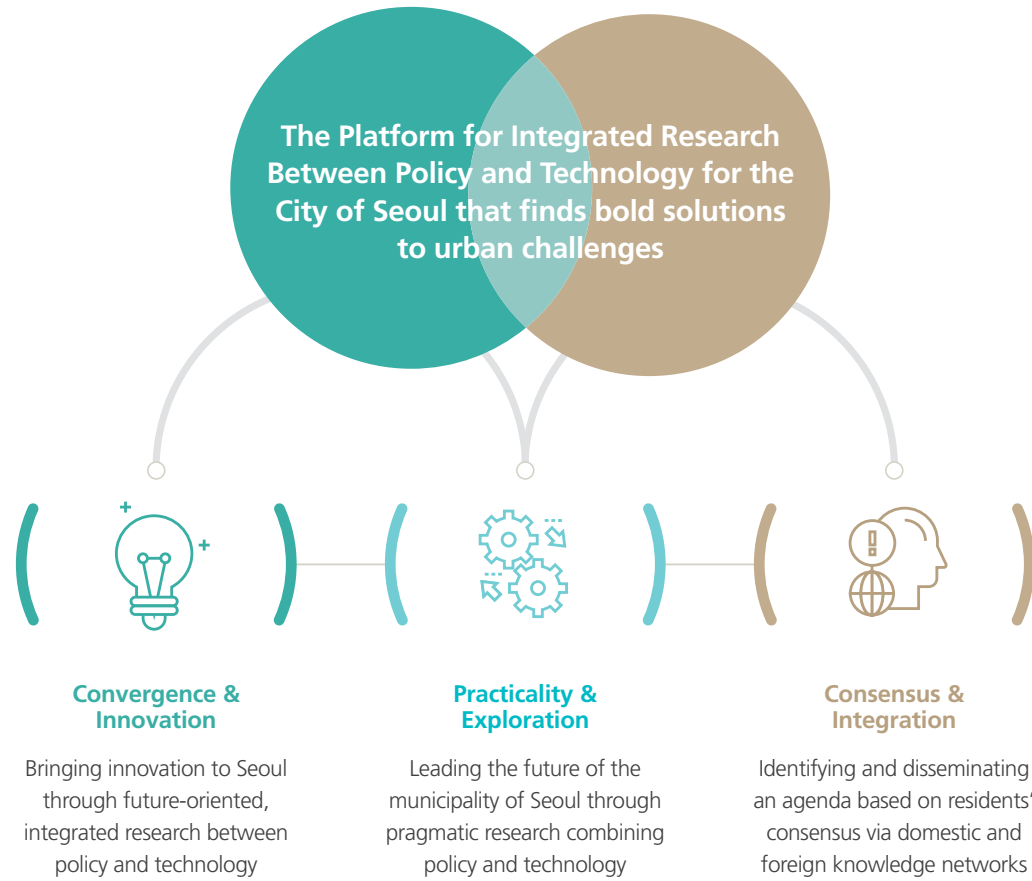 The Platform for Integrated Research
Between Policy and Technology for the
City of Seoul that finds bold solutions
to urban challenges
Convergence &
Innovation
Bringing innovation to Seoul
through future-oriented,
integrated research between
policy and technology
Practicality &
Exploration
Leading the future of the
municipality of Seoul through
pragmatic research combining
policy and technology
Consensus &
Integration
Identifying and disseminating
an agenda based on residents’
consensus via domestic and
foreign knowledge networks